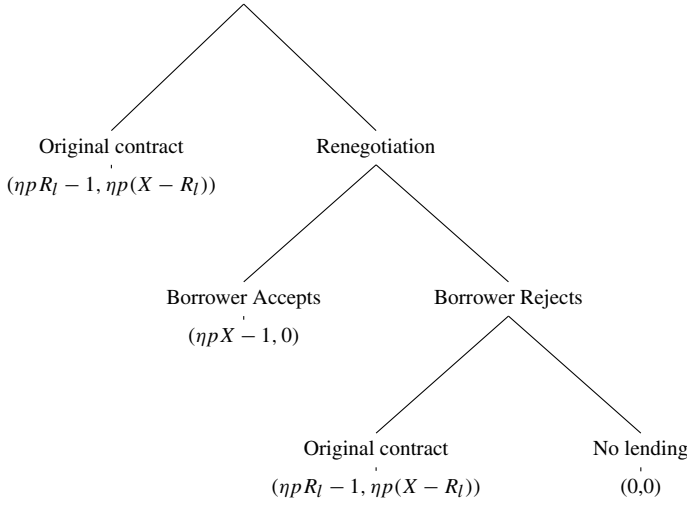 Original contract Renegotiation
(ηpR_l − 1, ηp(X − R_l))
Borrower Accepts Borrower Rejects
(ηpX − 1, 0)
Original contract No lending
(ηpR_l − 1, ηp(X − R_l)) (0,0)